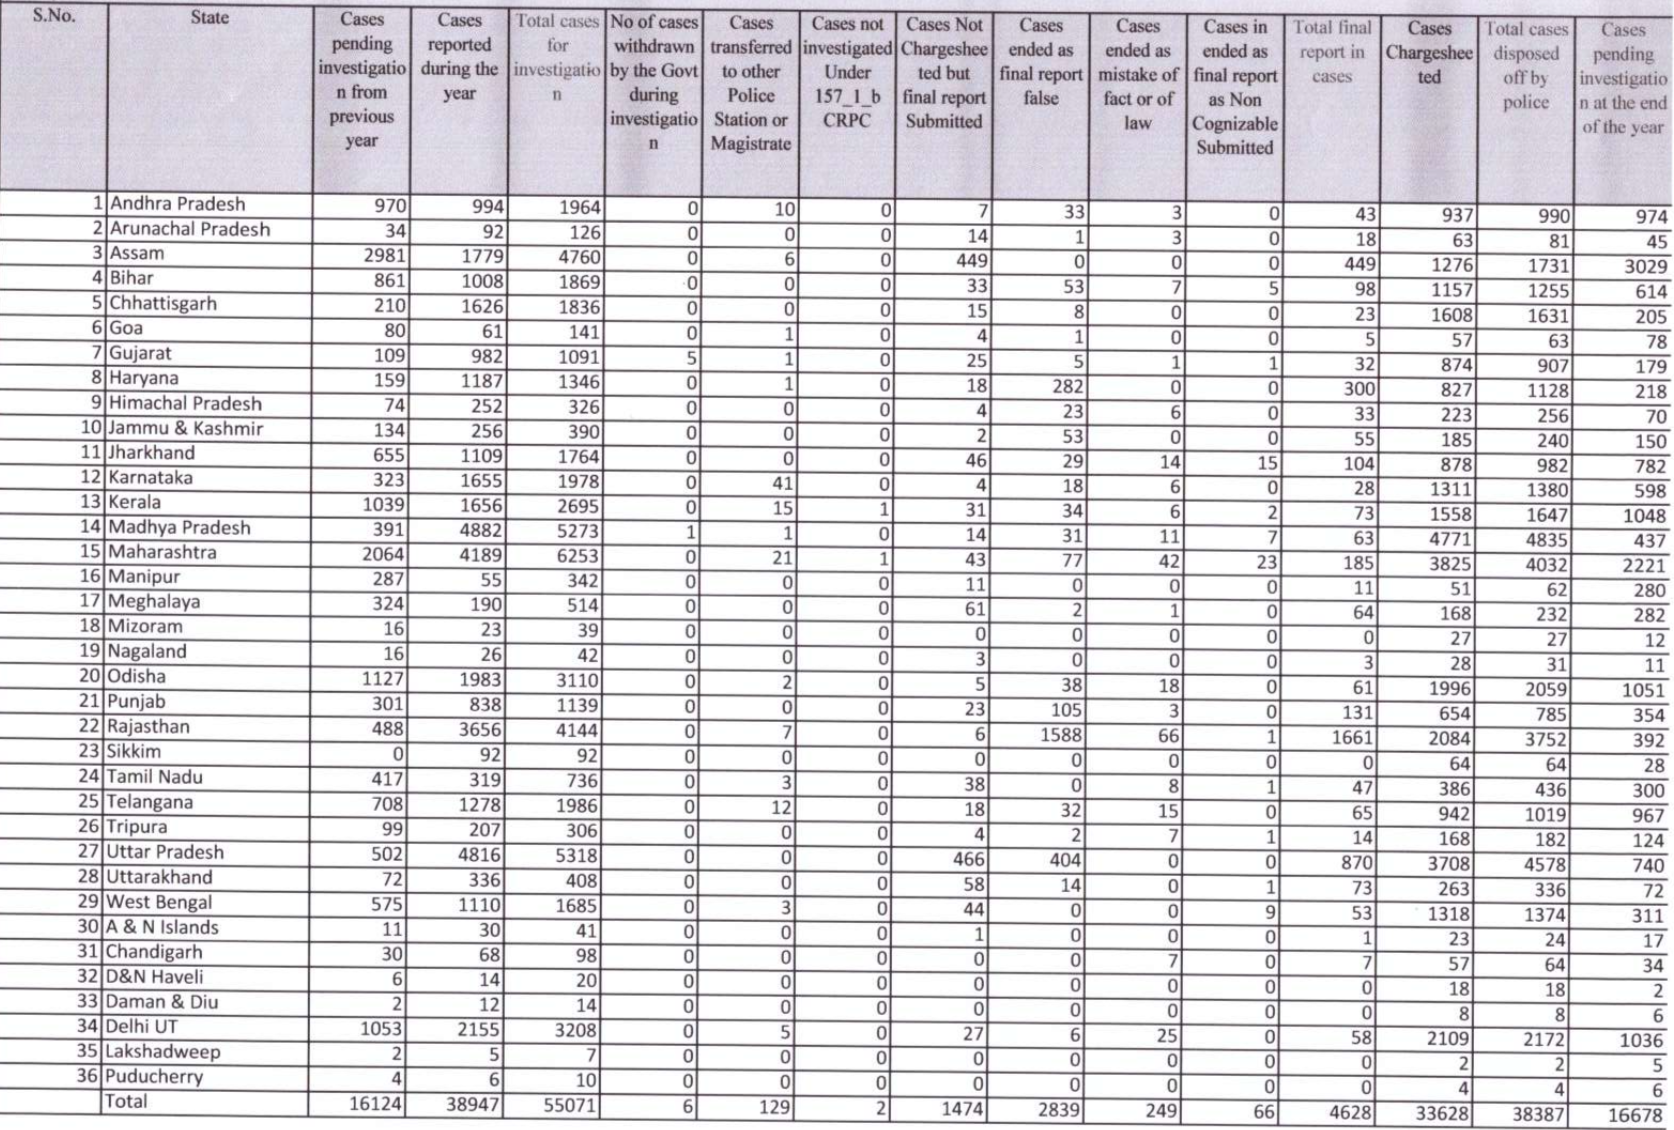 S.No. State Cases pending investigatio n from previous year Cases reported during the year Total cases for investigatio n No of cases withdrawn by the Govt during investigatio n Cases transferred to other Police Station or Magistrate Cases not investigated Under 157_1_b CRPC Cases Not Chargeshee ted but final report Submitted Cases ended as final report false Cases ended as mistake of fact or of law Cases in ended as final report as Non Cognizable Submitted Total final report in cases Cases Chargeshee ted Total cases disposed off by police Cases pending investigatio n at the end of the year
1 Andhra Pradesh 970 994 1964 0 10 0 7 33 3 0 43 937 990 974
2 Arunachal Pradesh 34 92 126 0 0 0 14 1 3 0 18 63 81 45
3 Assam 2981 1779 4760 0 6 0 449 0 0 0 449 1276 1731 3029
4 Bihar 861 1008 1869 0 0 0 33 53 7 5 98 1157 1255 614
5 Chhattisgarh 210 1626 1836 0 0 0 15 8 0 0 23 1608 1631 205
6 Goa 80 61 141 0 1 0 4 1 0 0 5 57 63 78
7 Gujarat 109 982 1091 5 1 0 25 5 1 1 32 874 907 179
8 Haryana 159 1187 1346 0 1 0 18 282 0 0 300 827 1128 218
9 Himachal Pradesh 74 252 326 0 0 0 4 23 6 0 33 223 256 70
10 Jammu & Kashmir 134 256 390 0 0 0 2 53 0 0 55 185 240 150
11 Jharkhand 655 1109 1764 0 0 0 46 29 14 15 104 878 982 782
12 Karnataka 323 1655 1978 0 41 0 4 18 6 0 28 1311 1380 598
13 Kerala 1039 1656 2695 0 15 1 31 34 6 2 73 1558 1647 1048
14 Madhya Pradesh 391 4882 5273 1 1 0 14 31 11 7 63 4771 4835 437
15 Maharashtra 2064 4189 6253 0 21 1 43 77 42 23 185 3825 4032 2221
16 Manipur 287 55 342 0 0 0 11 0 0 0 11 51 62 280
17 Meghalaya 324 190 514 0 0 0 61 2 1 0 64 168 232 282
18 Mizoram 16 23 39 0 0 0 0 0 0 0 0 27 27 12
19 Nagaland 16 26 42 0 0 0 3 0 0 0 3 28 31 11
20 Odisha 1127 1983 3110 0 2 0 5 38 18 0 61 1996 2059 1051
21 Punjab 301 838 1139 0 0 0 23 105 3 0 131 654 785 354
22 Rajasthan 488 3656 4144 0 7 0 6 1588 66 1 1661 2084 3752 392
23 Sikkim 0 92 92 0 0 0 0 0 0 0 0 64 64 28
24 Tamil Nadu 417 319 736 0 3 0 38 0 8 1 47 386 436 300
25 Telangana 708 1278 1986 0 12 0 18 32 15 0 65 942 1019 967
26 Tripura 99 207 306 0 0 0 4 2 7 1 14 168 182 124
27 Uttar Pradesh 502 4816 5318 0 0 0 466 404 0 0 870 3708 4578 740
28 Uttarakhand 72 336 408 0 0 0 58 14 0 1 73 263 336 72
29 West Bengal 575 1110 1685 0 3 0 44 0 0 9 53 1318 1374 311
30 A & N Islands 11 30 41 0 0 0 1 0 0 0 1 23 24 17
31 Chandigarh 30 68 98 0 0 0 0 0 7 0 7 57 64 34
32 D&N Haveli 6 14 20 0 0 0 0 0 0 0 0 18 18 2
33 Daman & Diu 2 12 14 0 0 0 0 0 0 0 0 8 8 6
34 Delhi UT 1053 2155 3208 0 5 0 27 6 25 0 58 2109 2172 1036
35 Lakshadweep 2 5 7 0 0 0 0 0 0 0 0 2 2 5
36 Puducherry 4 6 10 0 0 0 0 0 0 0 0 4 4 6
Total 16124 38947 55071 6 129 2 1474 2839 249 66 4628 33628 38387 16678